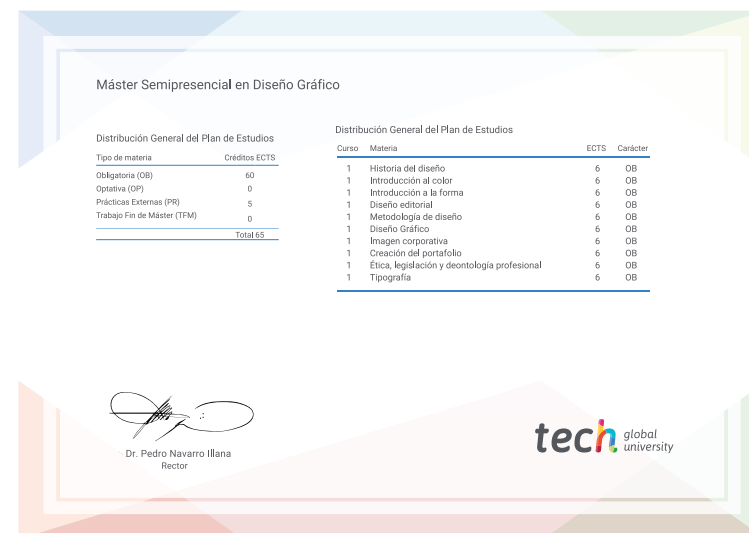 Máster Semipresencial en Diseño Gráfico
Distribución General del Plan de Estudios
Tipo de materia Créditos ECTS
Obligatoria (OB) 60
Optativa (OP) 0
Prácticas Externas (PR) 5
Trabajo Fin de Máster (TFM) 0
Total 65
Distribución General del Plan de Estudios
Curso Materia ECTS Carácter
1 Historia del diseño 6 OB
1 Introducción al color 6 OB
1 Introducción a la forma 6 OB
1 Diseño editorial 6 OB
1 Metodología de diseño 6 OB
1 Diseño Gráfico 6 OB
1 Imagen corporativa 6 OB
1 Creación del portafolio 6 OB
1 Ética, legislación y deontología profesional 6 OB
1 Tipografía 6 OB
Dr. Pedro Navarro Illana
Rector
tech global
university